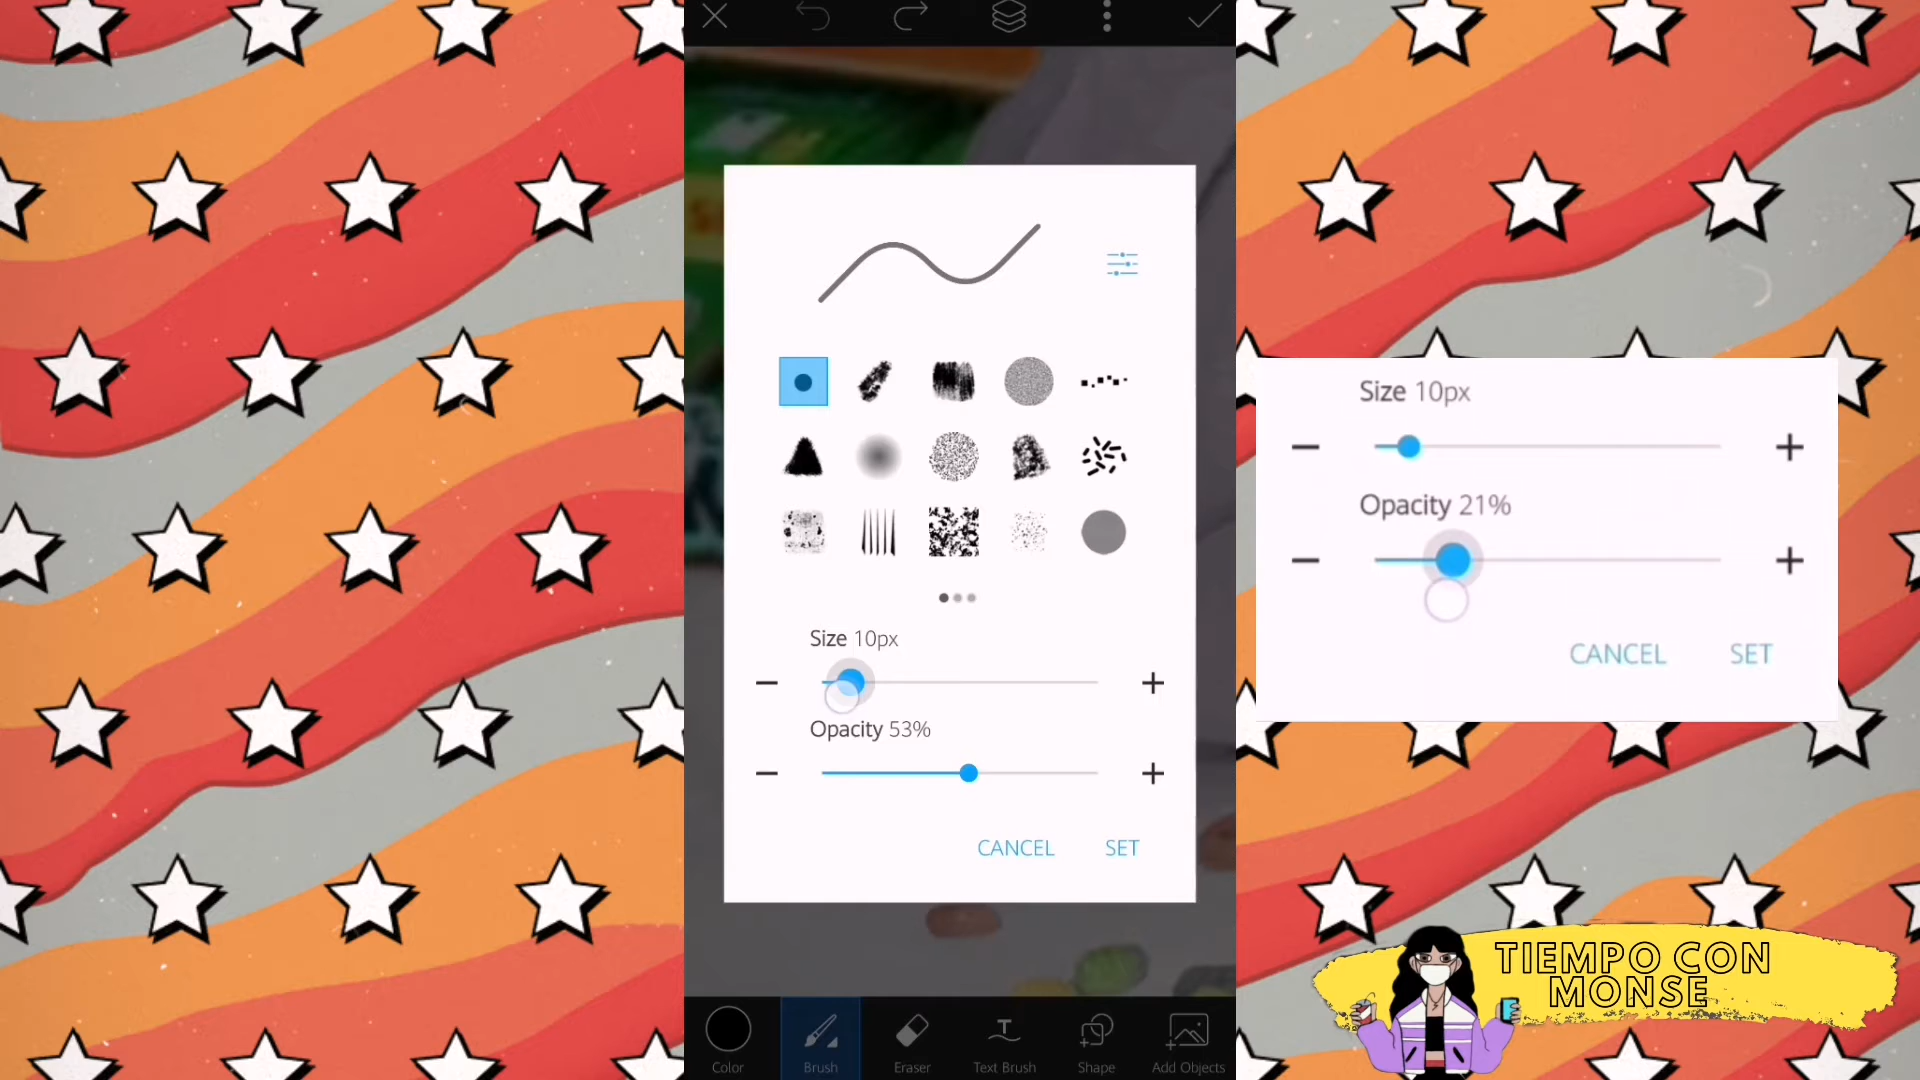 Size 10px
Opacity 53%
CANCEL SET
Color
Brush
Eraser
Text Brush
Shape
Add Objects
Size 10px
Opacity 21%
CANCEL SET
TIEMPO CON
MONSE